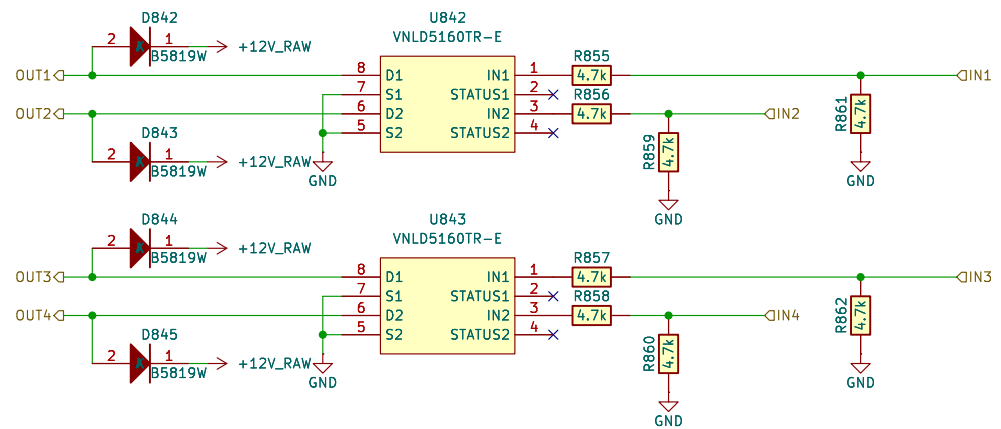 D842
2 1 +12V_RAW
B5819W
U842
VNLD5160TR-E
OUT1 8 D1 IN1 1 R855 4.7k IN1
7 S1 STATUS1 2
OUT2 6 D2 IN2 3 R856 4.7k IN2
5 S2 STATUS2 4
R861 4.7k
R859 4.7k
D843
2 1 +12V_RAW
B5819W
GND
GND
GND
D844
2 1 +12V_RAW
B5819W
U843
VNLD5160TR-E
OUT3 8 D1 IN1 1 R857 4.7k IN3
7 S1 STATUS1 2
OUT4 6 D2 IN2 3 R858 4.7k IN4
5 S2 STATUS2 4
R862 4.7k
R860 4.7k
D845
2 1 +12V_RAW
B5819W
GND
GND
GND